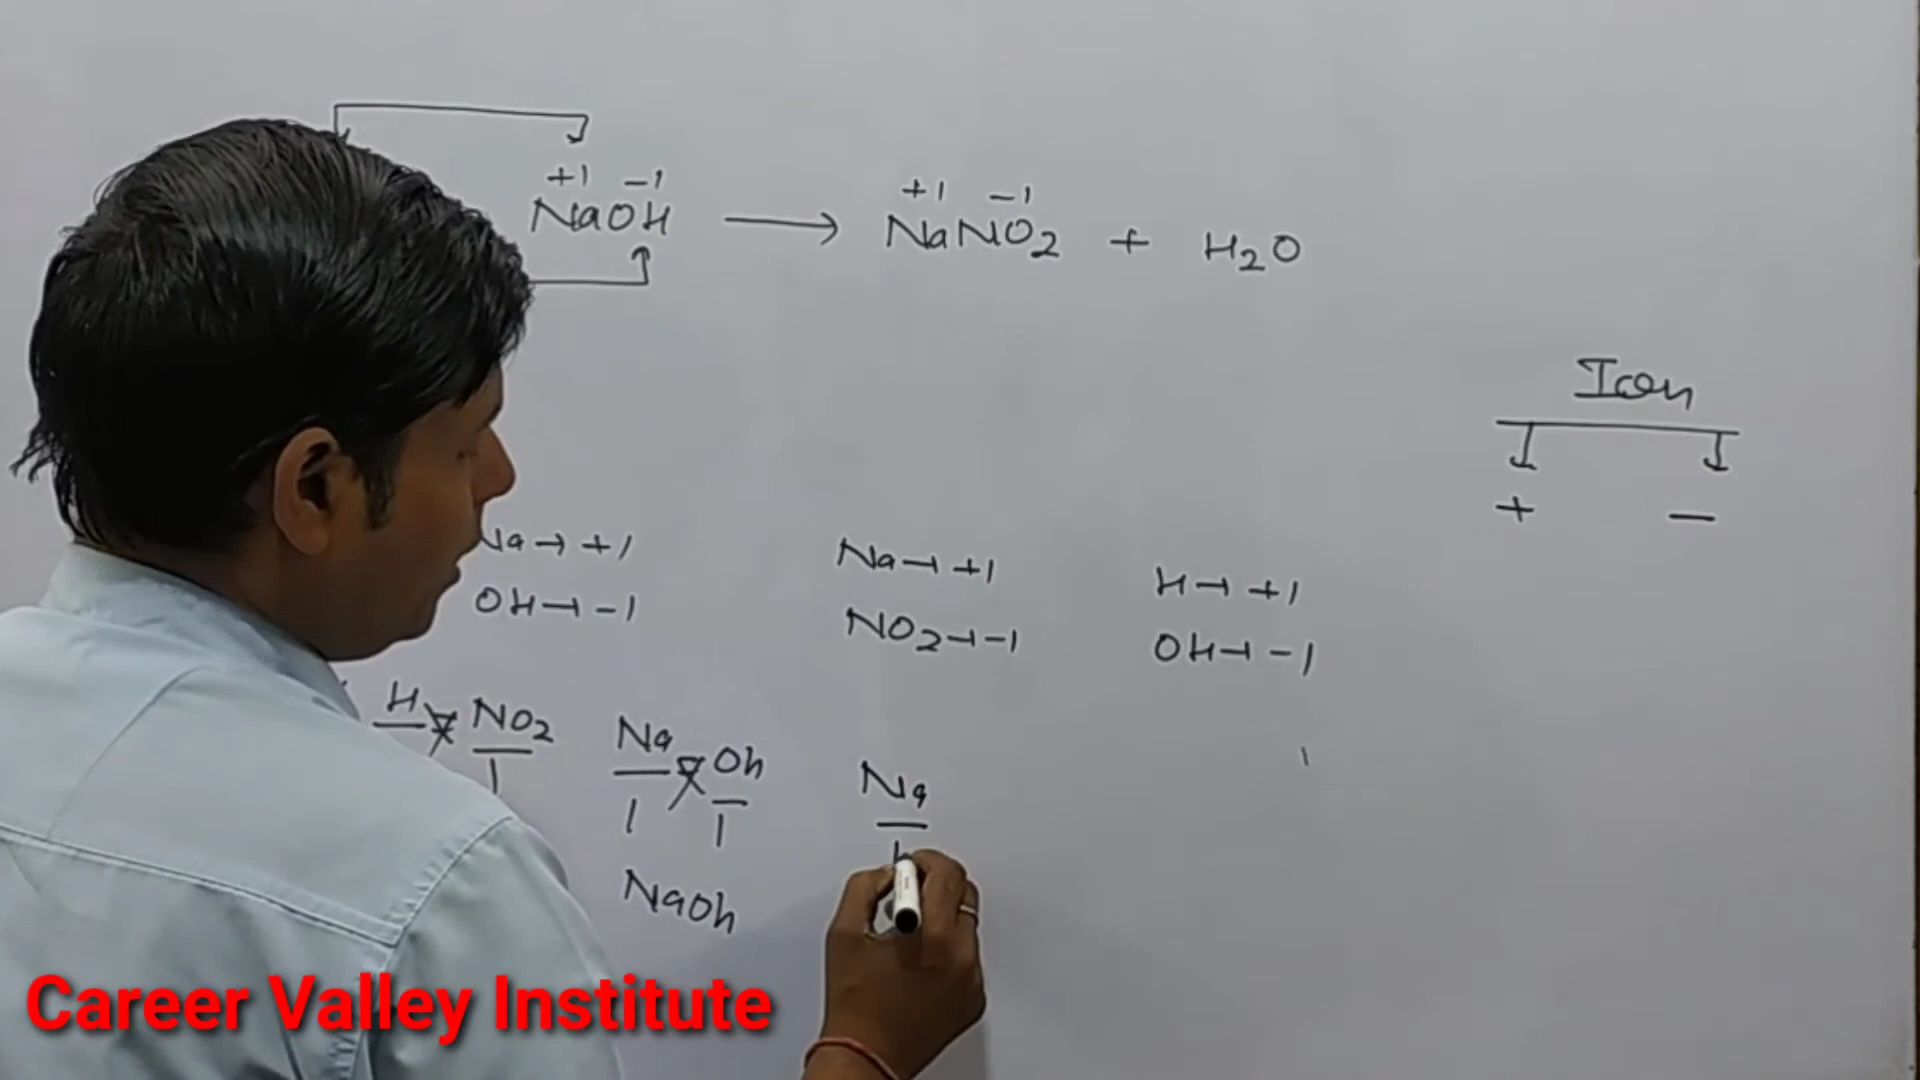 +1 -1
NaOH → NaNO2 + H2O
+1 -1
Icon
+ -
Na → +1
OH → -1
Na → +1
NO2 → -1
H → +1
OH → -1
H NO2
1
Na Oh
1 1
NaOh
Na
Career Valley Institute